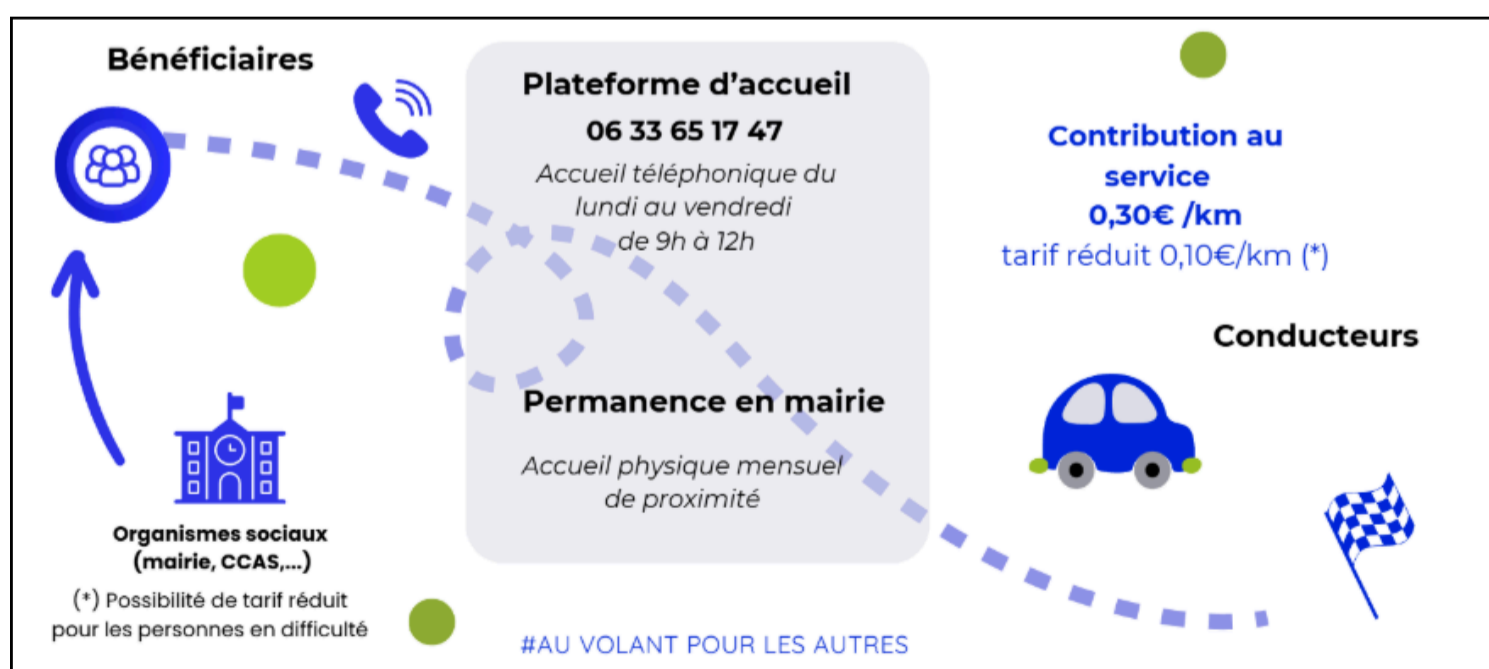 Bénéficiaires
Plateforme d'accueil
06 33 65 17 47
Accueil téléphonique du
lundi au vendredi
de 9h à 12h
Permanence en mairie
Accueil physique mensuel
de proximité
Organismes sociaux
(mairie, CCAS,...)
(*) Possibilité de tarif réduit
pour les personnes en difficulté
Contribution au
service
0,30€ /km
tarif réduit 0,10€/km (*)
Conducteurs
#AU VOLANT POUR LES AUTRES